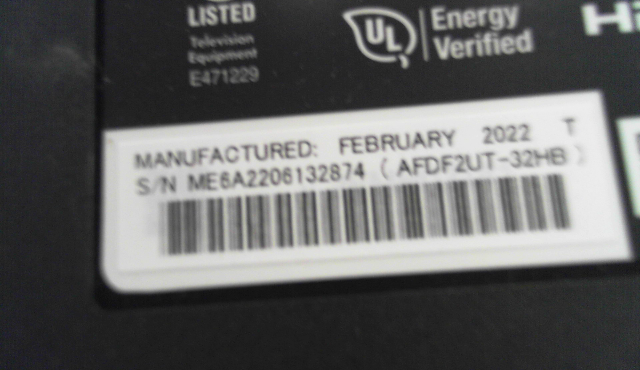 LISTED
Television
Equipment
E471229
UL
Energy
Verified
MANUFACTURED: FEBRUARY 2022 T
S/N ME6A2206132874 (AFDF2UT-32HB)